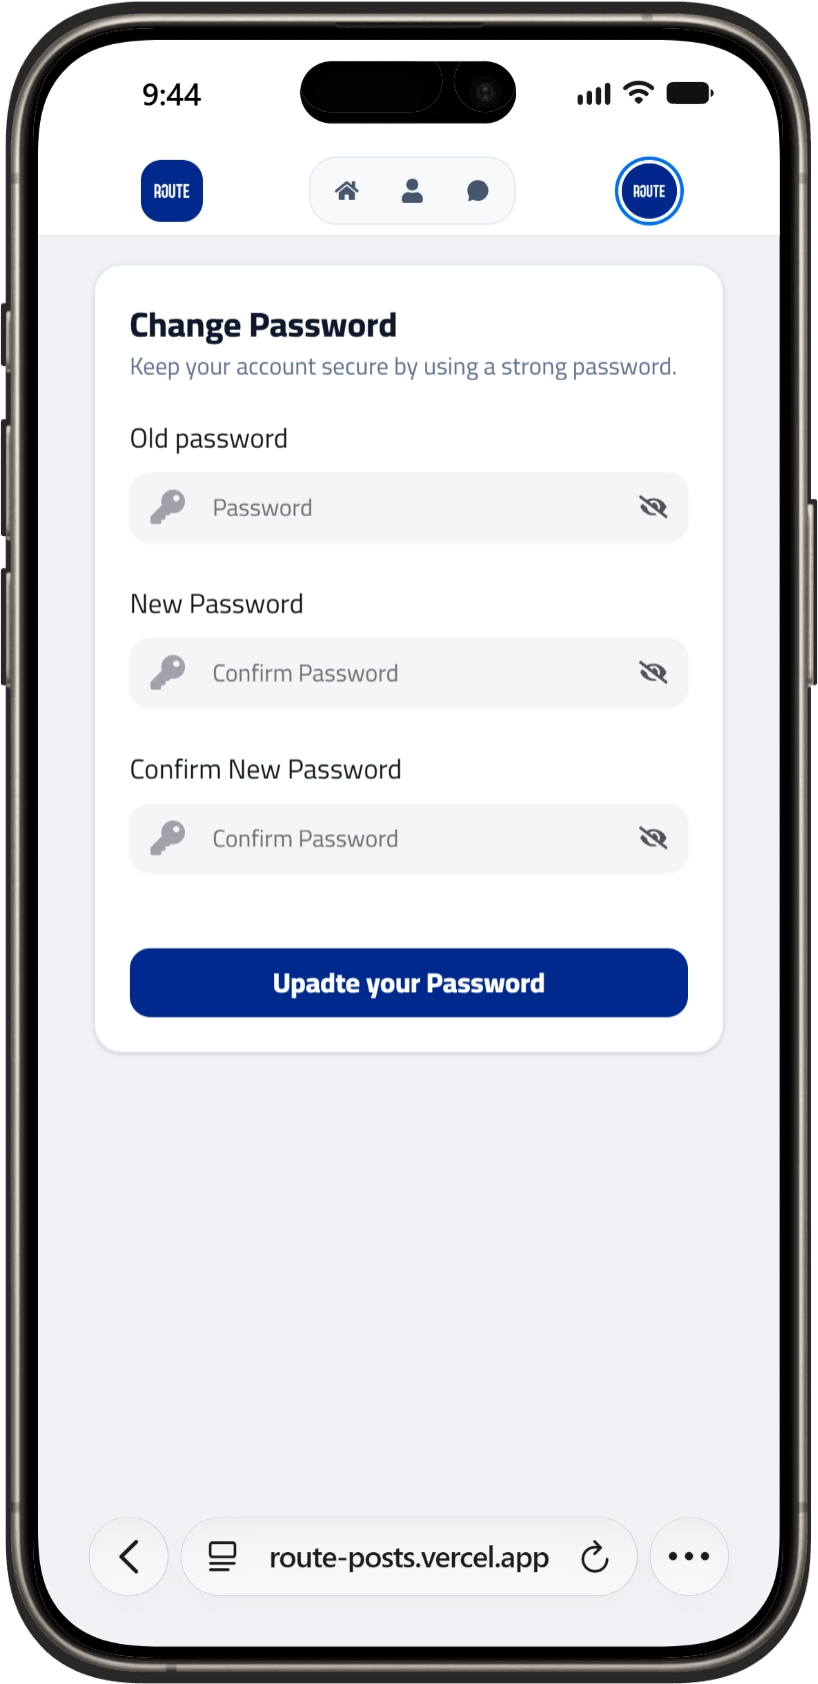 9:44
ROUTE
ROUTE
Change Password
Keep your account secure by using a strong password.
Old password
Password
New Password
Confirm Password
Confirm New Password
Confirm Password
Upadte your Password
route-posts.vercel.app